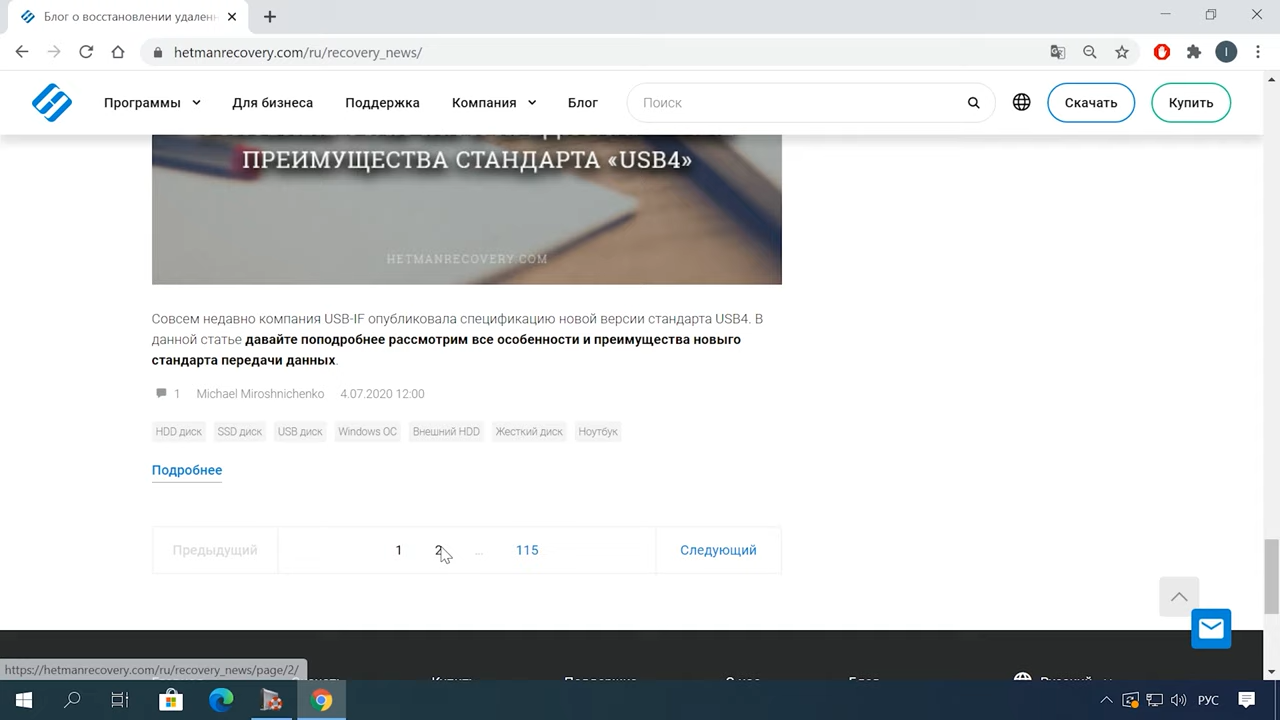 Блог о восстановлении удален
hetmanrecovery.com/ru/recovery_news/
I
Программы
Для бизнеса
Поддержка
Компания
Блог
Поиск
Скачать
Купить
ПРЕИМУЩЕСТВА СТАНДАРТА «USB4»
HETMANRECOVERY.COM
Совсем недавно компания USB-IF опубликовала спецификацию новой версии стандарта USB4. В
данной статье давайте поподробнее рассмотрим все особенности и преимущества новыго
стандарта передачи данных.
1 Michael Miroshnichenko 4.07.2020 12:00
HDD диск SSD диск USB диск Windows ОС Внешний HDD Жесткий диск Ноутбук
Подробнее
Предыдущий 1 2 ... 115 Следующий
https://hetmanrecovery.com/ru/recovery_news/page/2/
РУС